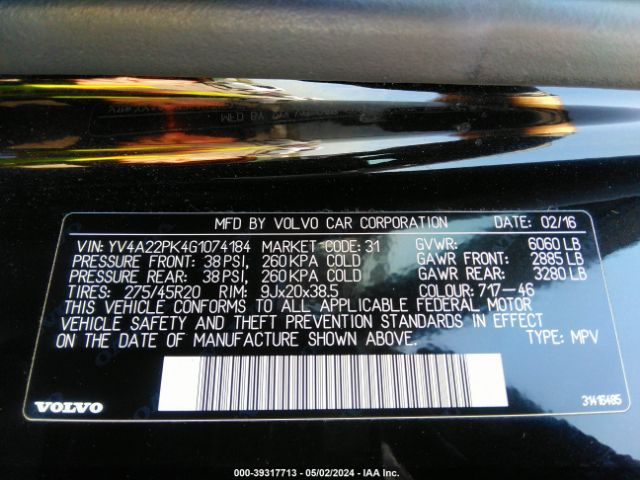 MFD BY VOLVO CAR CORPORATION DATE: 02/16
VIN: YV4A22PK4G1074184 MARKET CODE: 31 GVWR: 6060 LB
PRESSURE FRONT: 38 PSI, 260 KPA COLD GAWR FRONT: 2885 LB
PRESSURE REAR: 38 PSI, 260 KPA COLD GAWR REAR: 3280 LB
TIRES: 275/45R20 RIM: 9Jx20x38.5 COLOUR: 717-46
THIS VEHICLE CONFORMS TO ALL APPLICABLE FEDERAL MOTOR
VEHICLE SAFETY AND THEFT PREVENTION STANDARDS IN EFFECT
ON THE DATE OF MANUFACTURE SHOWN ABOVE. TYPE: MPV
VOLVO 31416485
000-39317713 - 05/02/2024 - IAA Inc.